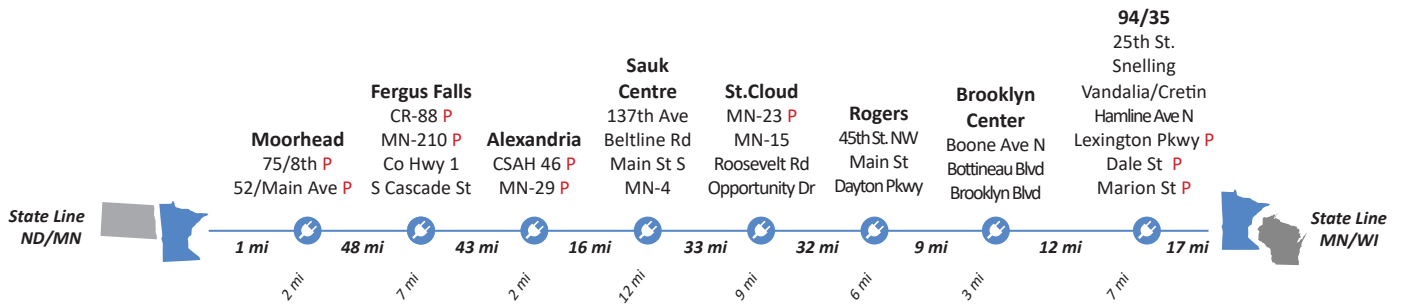 State Line
ND/MN
Moorhead
75/8th P
52/Main Ave P
Fergus Falls
CR-88 P
MN-210 P
Co Hwy 1
S Cascade St
Alexandria
CSAH 46 P
MN-29 P
Sauk
Centre
137th Ave
Beltline Rd
Main St S
MN-4
St.Cloud
MN-23 P
MN-15
Roosevelt Rd
Opportunity Dr
Rogers
45th St. NW
Main St
Dayton Pkwy
Brooklyn
Center
Boone Ave N
Bottineau Blvd
Brooklyn Blvd
94/35
25th St.
Snelling
Vandalia/Cretin
Hamline Ave N
Lexington Pkwy P
Dale St P
Marion St P
State Line
MN/WI
1 mi 48 mi 43 mi 16 mi 33 mi 32 mi 9 mi 12 mi 17 mi
2 mi 7 mi 2 mi 12 mi 9 mi 6 mi 3 mi 7 mi